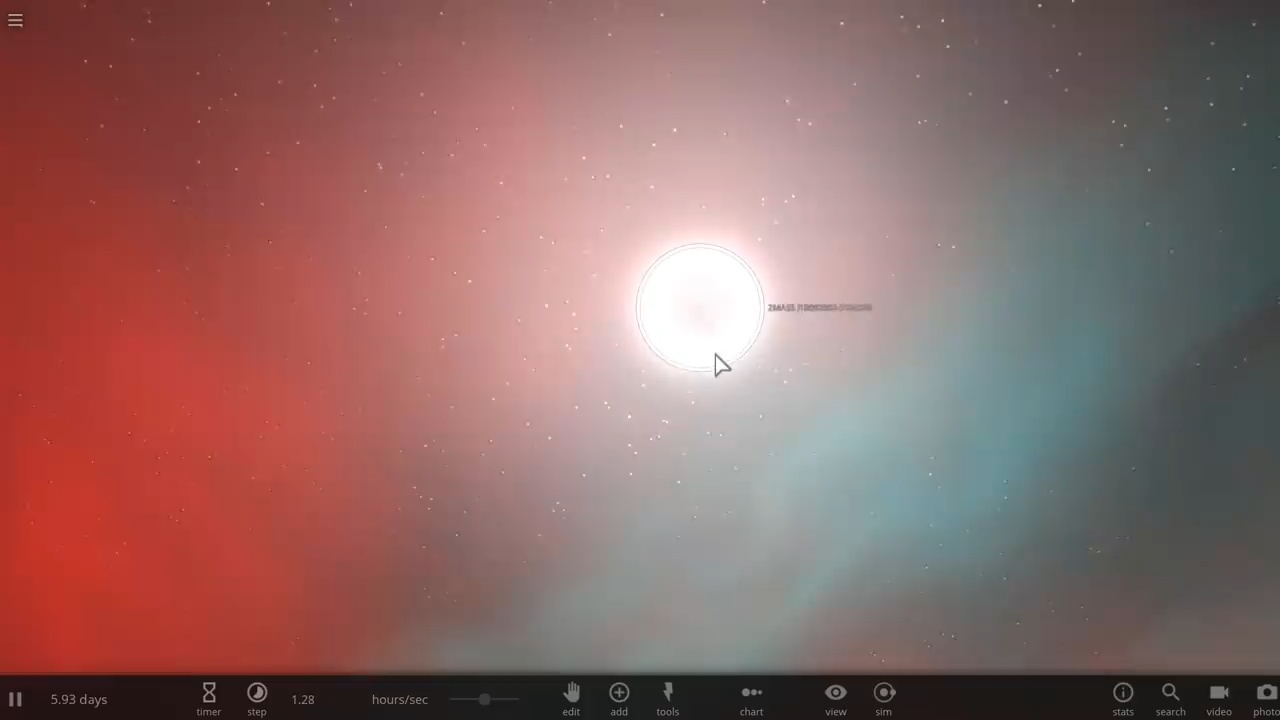 5.93 days
timer
step
1.28
hours/sec
edit
add
tools
chart
view
sim
stats
search
video
photo